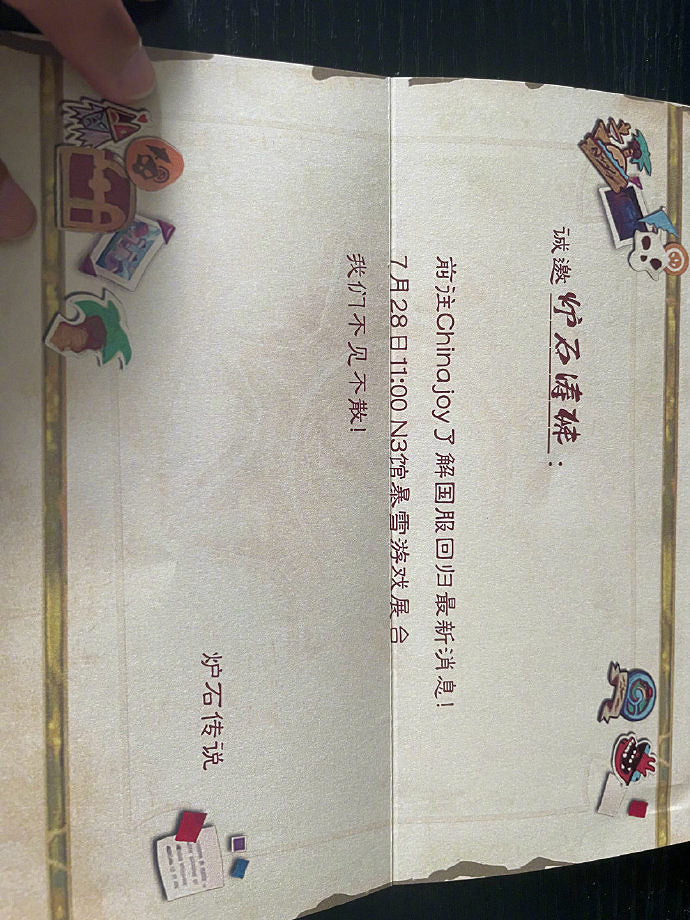 诚邀 炉石涛妹：
前往Chinajoy了解国服回归最新消息！
7月28日11:00 N3馆暴雪游戏展台
我们不见不散！
炉石传说